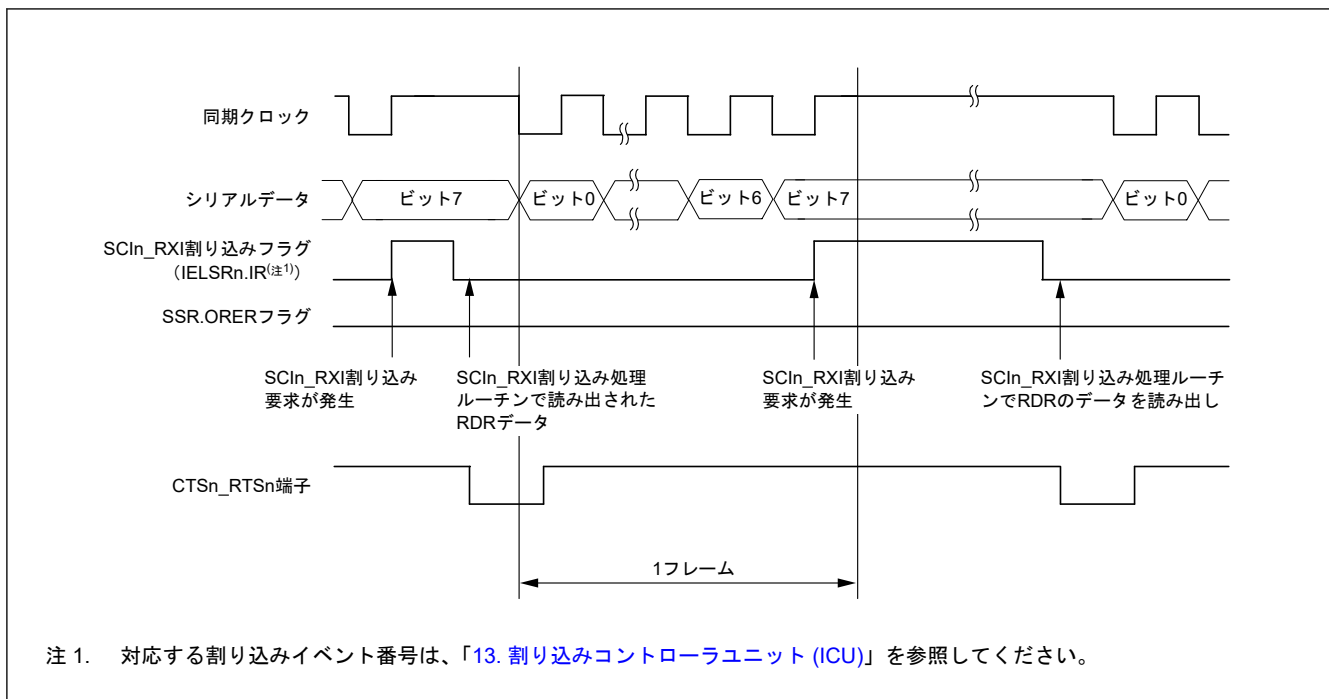 同期クロック
シリアルデータ
ビット7
ビット0
ビット6
ビット7
ビット0
SCIn_RXI割り込みフラグ
（IELSRn.IR(注1)）
SSR.ORERフラグ
SCIn_RXI割り込み
要求が発生
SCIn_RXI割り込み処理
ルーチンで読み出された
RDRデータ
SCIn_RXI割り込み
要求が発生
SCIn_RXI割り込み処理ルーチ
ンでRDRのデータを読み出し
CTSn_RTSn端子
1フレーム
注 1. 対応する割り込みイベント番号は、「13. 割り込みコントローラユニット (ICU)」を参照してください。